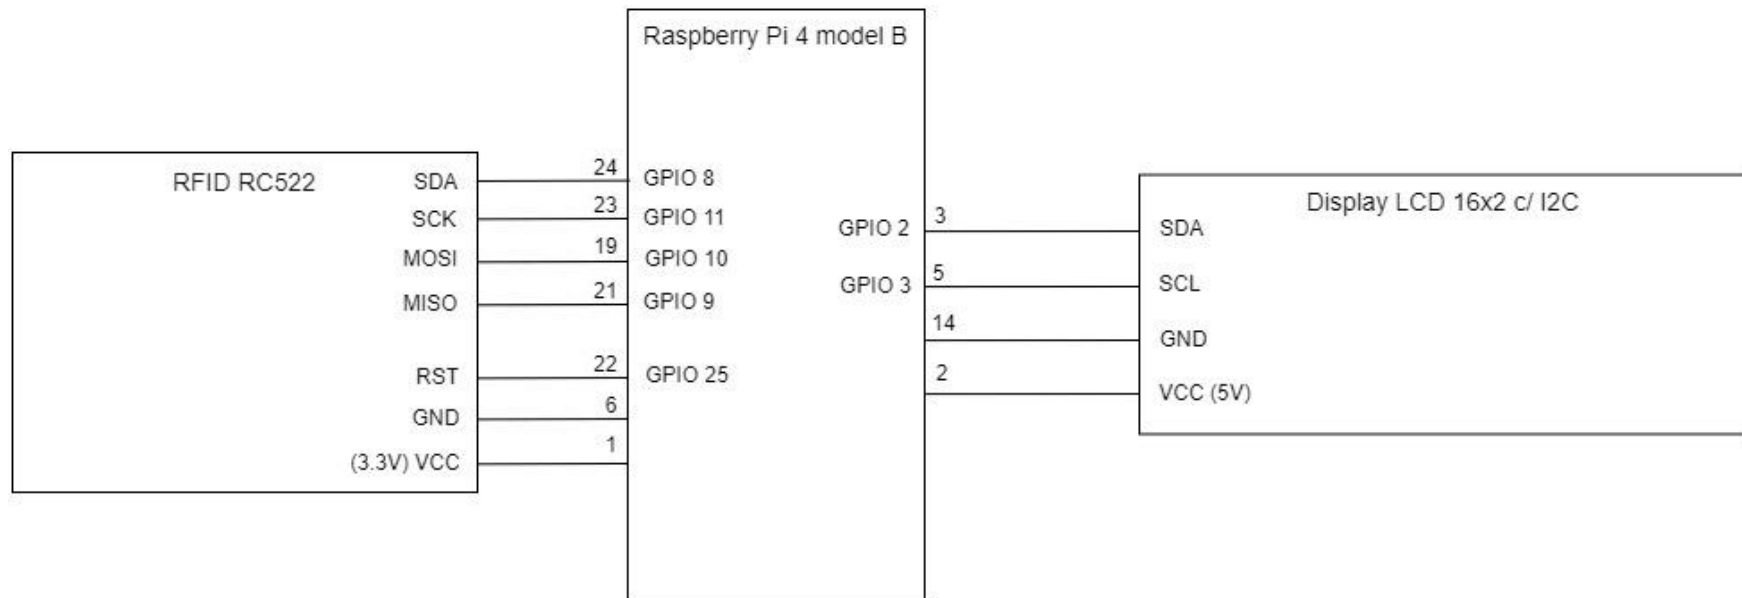 Raspberry Pi 4 model B
RFID RC522
SDA
24
GPIO 8
SCK
23
GPIO 11
MOSI
19
GPIO 10
MISO
21
GPIO 9
RST
22
GPIO 25
GND
6
(3.3V) VCC
1
GPIO 2
3
GPIO 3
5
14
2
Display LCD 16x2 c/ I2C
SDA
SCL
GND
VCC (5V)